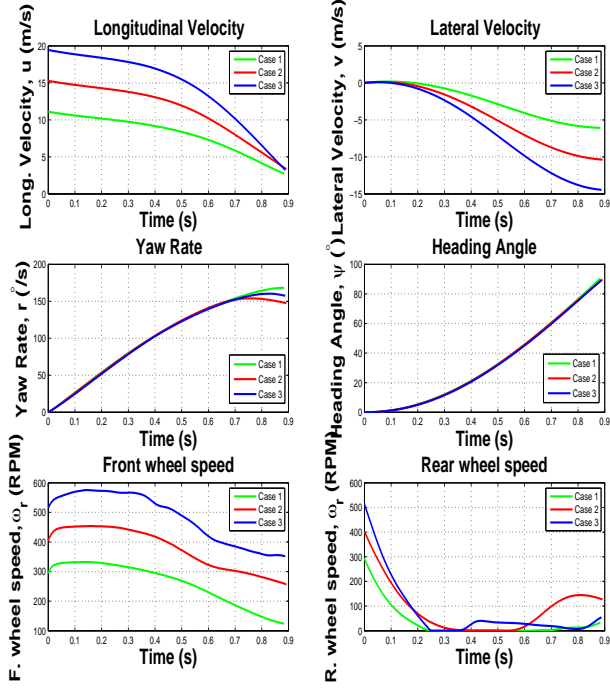 Longitudinal Velocity
Long. Velocity, u (m/s)
20
15
10
5
0
Case 1
Case 2
Case 3
0 0.1 0.2 0.3 0.4 0.5 0.6 0.7 0.8 0.9
Time (s)
Lateral Velocity
Lateral Velocity, v (m/s)
5
0
−5
−10
−15
Case 1
Case 2
Case 3
0 0.1 0.2 0.3 0.4 0.5 0.6 0.7 0.8 0.9
Time (s)
Yaw Rate
Yaw Rate, r (°/s)
200
150
100
50
0
Case 1
Case 2
Case 3
0 0.1 0.2 0.3 0.4 0.5 0.6 0.7 0.8 0.9
Time (s)
Heading Angle
Heading Angle, ψ (°)
100
80
60
40
20
0
Case 1
Case 2
Case 3
0 0.1 0.2 0.3 0.4 0.5 0.6 0.7 0.8 0.9
Time (s)
Front wheel speed
F. wheel speed, ω_r (RPM)
600
500
400
300
200
100
Case 1
Case 2
Case 3
0 0.1 0.2 0.3 0.4 0.5 0.6 0.7 0.8 0.9
Time (s)
Rear wheel speed
R. wheel speed, ω_r (RPM)
600
500
400
300
200
100
0
Case 1
Case 2
Case 3
0 0.1 0.2 0.3 0.4 0.5 0.6 0.7 0.8 0.9
Time (s)